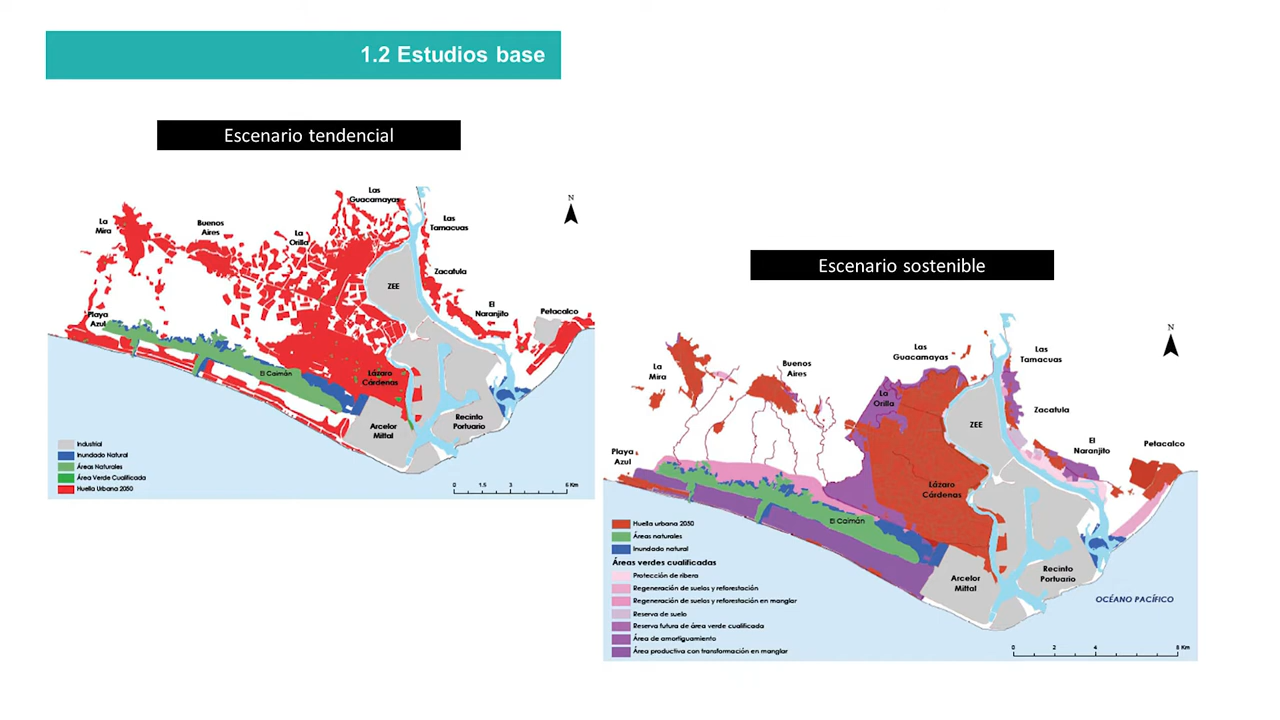 1.2 Estudios base
Escenario tendencial
Las
Guacamayas
N
La
Mira
Buenos
Aires
La
Orilla
Las
Tamacuas
Zacatula
ZEE
El
Naranjito
Petacalco
Playa
Azul
El Caimán
Lázaro
Cárdenas
Arcelor
Mittal
Recinto
Portuario
Industrial
Inundado Natural
Áreas Naturales
Área Verde Cualificada
Huella Urbana 2050
0 1.5 3 6 Km
Escenario sostenible
N
Las
Guacamayas
Las
Tamacuas
La
Mira
Buenos
Aires
La
Orilla
Zacatula
ZEE
El
Naranjito
Petacalco
Playa
Azul
Lázaro
Cárdenas
El Caimán
Arcelor
Mittal
Recinto
Portuario
OCÉANO PACÍFICO
Huella urbana 2050
Áreas naturales
Inundado natural
Áreas verdes cualificadas
Protección de ribera
Regeneración de suelos y reforestación
Regeneración de suelos y reforestación en manglar
Reserva de suelo
Reserva futura de área verde cualificada
Área de amortiguamiento
Área productiva con transformación en manglar
0 2 4 8 Km